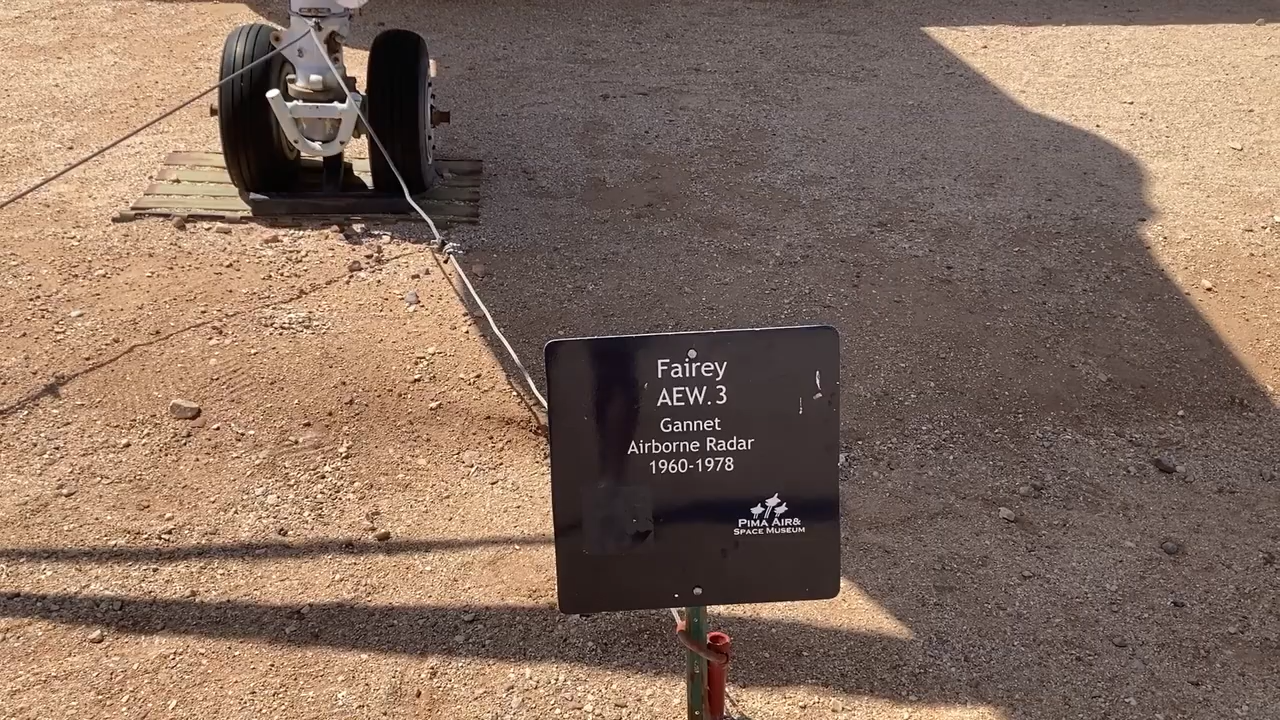 Fairey
AEW.3
Gannet
Airborne Radar
1960-1978
PIMA AIR&
SPACE MUSEUM